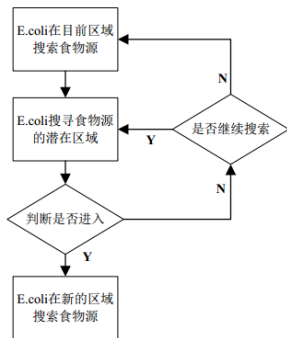 E.coli在目前区域
搜索食物源
N
E.coli搜寻食物源
的潜在区域
Y
是否继续搜索
N
判断是否进入
Y
E.coli在新的区域
搜索食物源